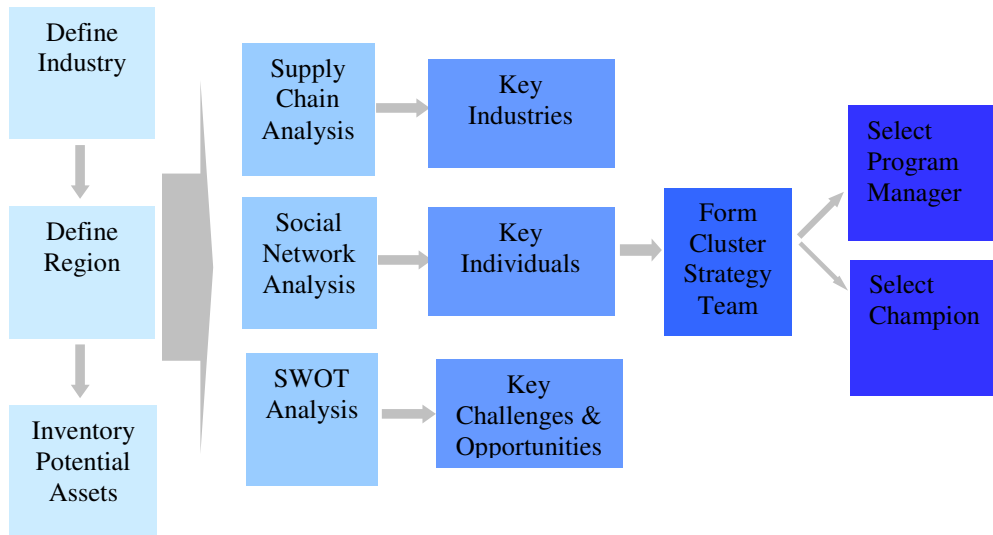 Define
Industry
Define
Region
Inventory
Potential
Assets
Supply
Chain
Analysis
Social
Network
Analysis
SWOT
Analysis
Key
Industries
Key
Individuals
Key
Challenges &
Opportunities
Form
Cluster
Strategy
Team
Select
Program
Manager
Select
Champion